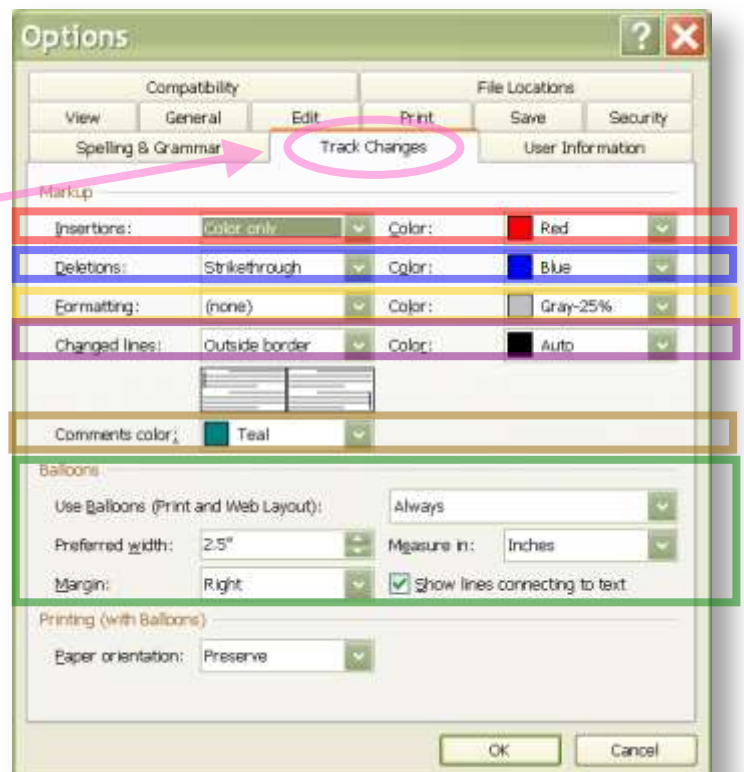 Options ?
Compatibility File Locations
View General Edit Print Save Security
Spelling & Grammar Track Changes User Information
Markup
Insertions: Color only Color: Red
Deletions: Strikethrough Color: Blue
Formatting: (none) Color: Gray-25%
Changed lines: Outside border Color: Auto
Comments color: Teal
Balloons
Use Balloons (Print and Web Layout): Always
Preferred width: 2.5" Measure in: Inches
Margin: Right Show lines connecting to text
Printing (with Balloons)
Paper orientation: Preserve
OK Cancel